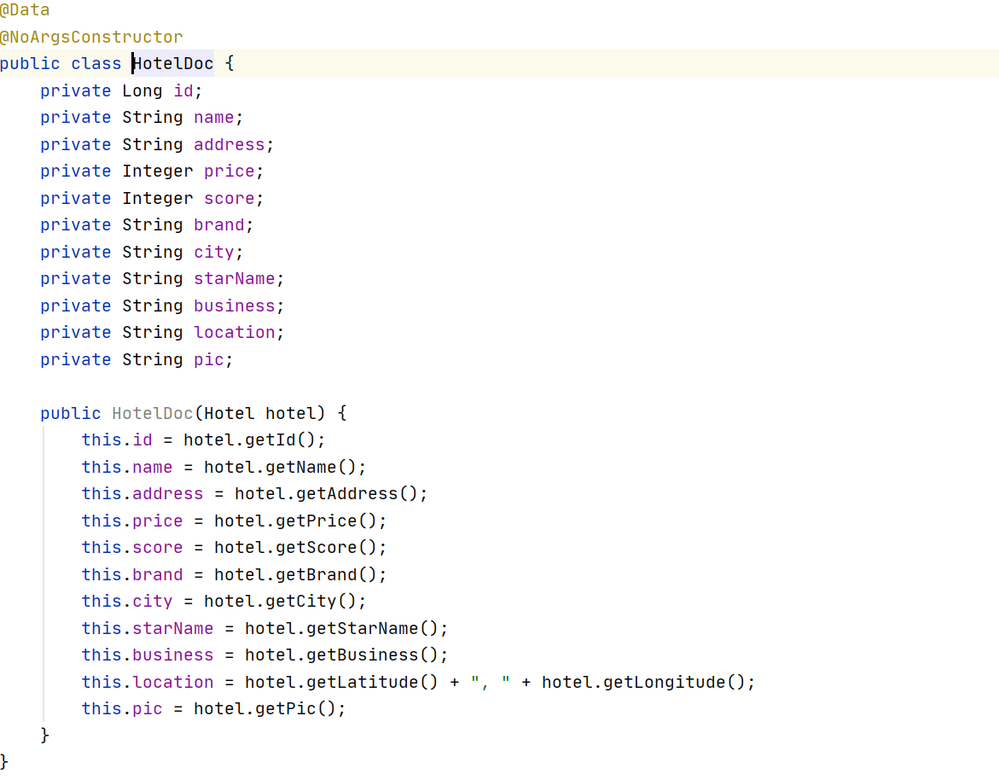 @Data
@NoArgsConstructor
public class HotelDoc {
    private Long id;
    private String name;
    private String address;
    private Integer price;
    private Integer score;
    private String brand;
    private String city;
    private String starName;
    private String business;
    private String location;
    private String pic;

    public HotelDoc(Hotel hotel) {
        this.id = hotel.getId();
        this.name = hotel.getName();
        this.address = hotel.getAddress();
        this.price = hotel.getPrice();
        this.score = hotel.getScore();
        this.brand = hotel.getBrand();
        this.city = hotel.getCity();
        this.starName = hotel.getStarName();
        this.business = hotel.getBusiness();
        this.location = hotel.getLatitude() + ", " + hotel.getLongitude();
        this.pic = hotel.getPic();
    }
}